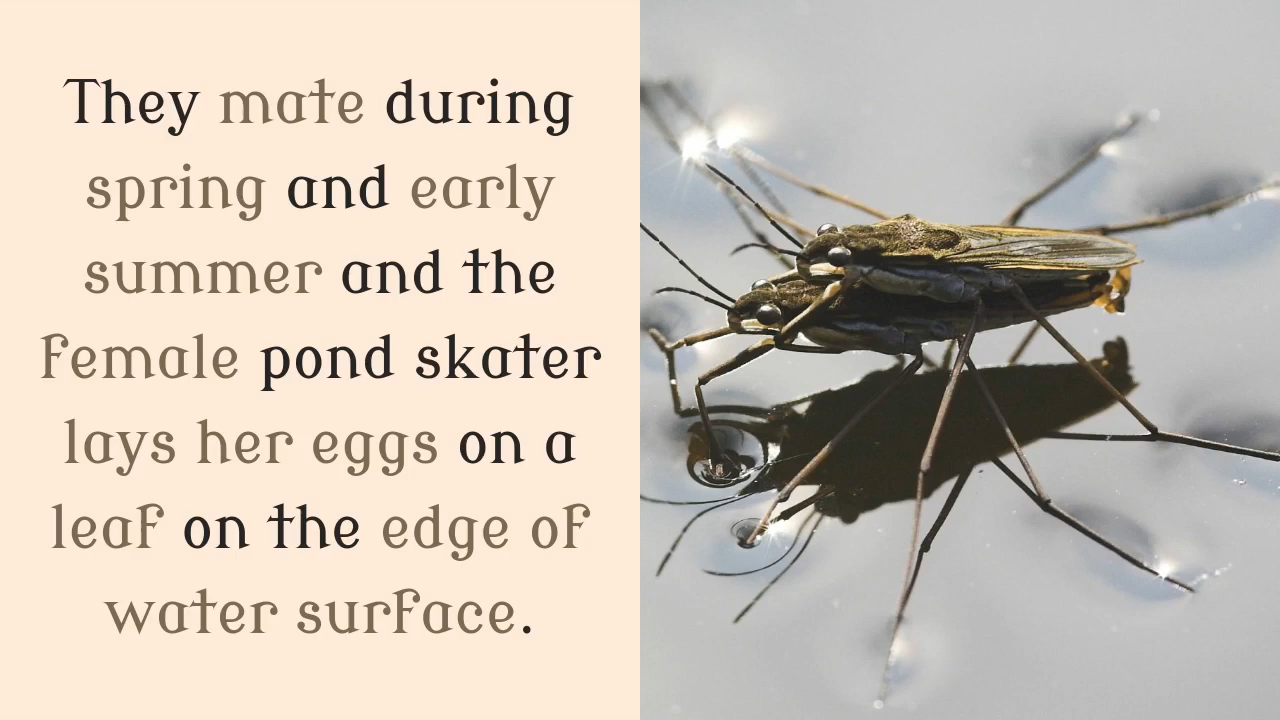 They mate during
spring and early
summer and the
female pond skater
lays her eggs on a
leaf on the edge of
water surface.